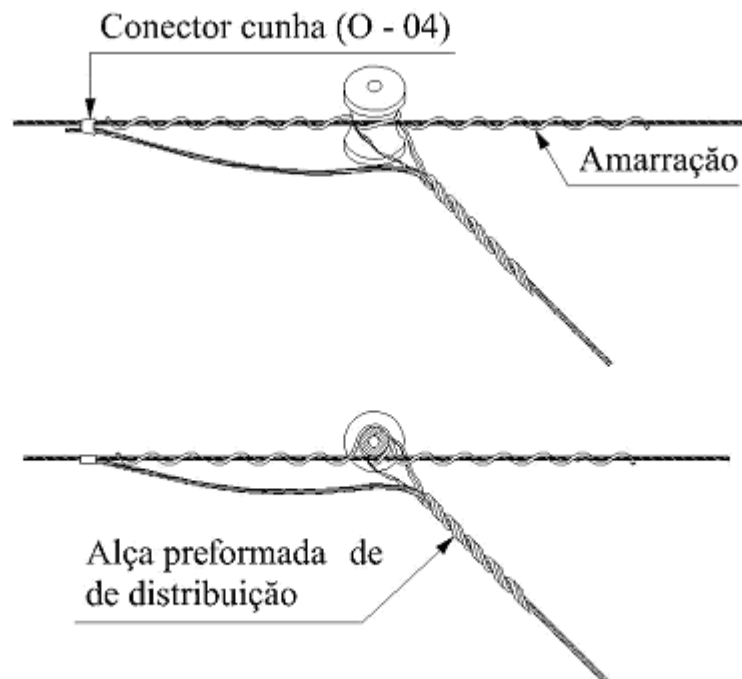 Conector cunha (O - 04)
Amarração
Alça preformada de
de distribuição